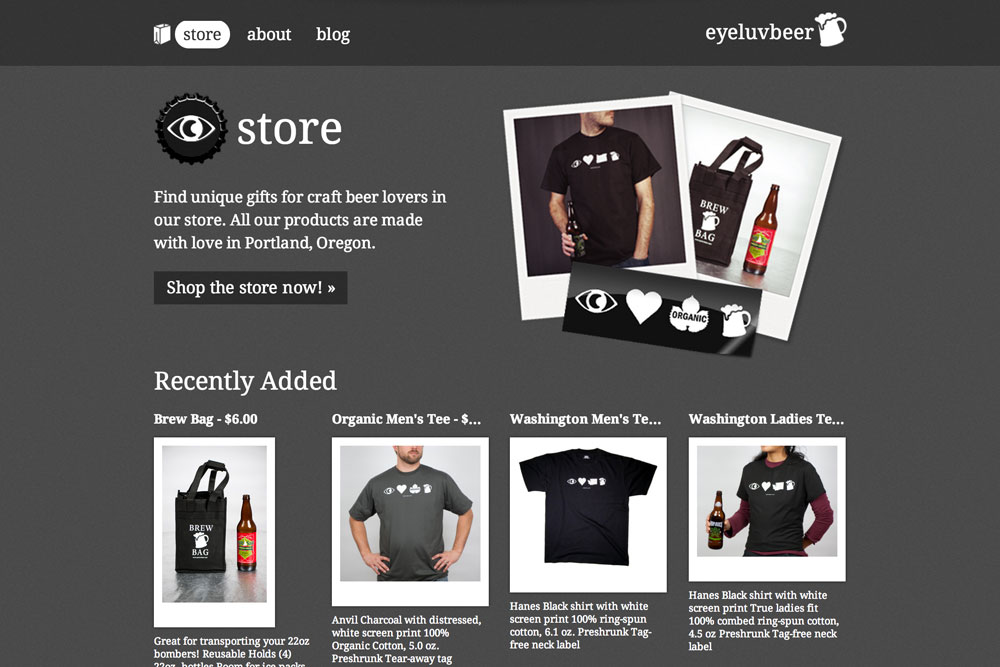 store
about
blog
eyeluvbeer
store
Find unique gifts for craft beer lovers in
our store. All our products are made
with love in Portland, Oregon.
Shop the store now! »
BREW
BAG
ORGANIC
Recently Added
Brew Bag - $6.00
Organic Men's Tee - $...
Washington Men's Te...
Washington Ladies Te...
BREW
BAG
Great for transporting your 22oz
bombers! Reusable Holds (4)
22oz. bottles Room for ice packs
Anvil Charcoal with distressed,
white screen print 100%
Organic Cotton, 5.0 oz.
Preshrunk Tear-away tag
Hanes Black shirt with white
screen print 100% ring-spun
cotton, 6.1 oz. Preshrunk Tag-
free neck label
Hanes Black shirt with white
screen print True ladies fit
100% combed ring-spun cotton,
4.5 oz Preshrunk Tag-free neck
label